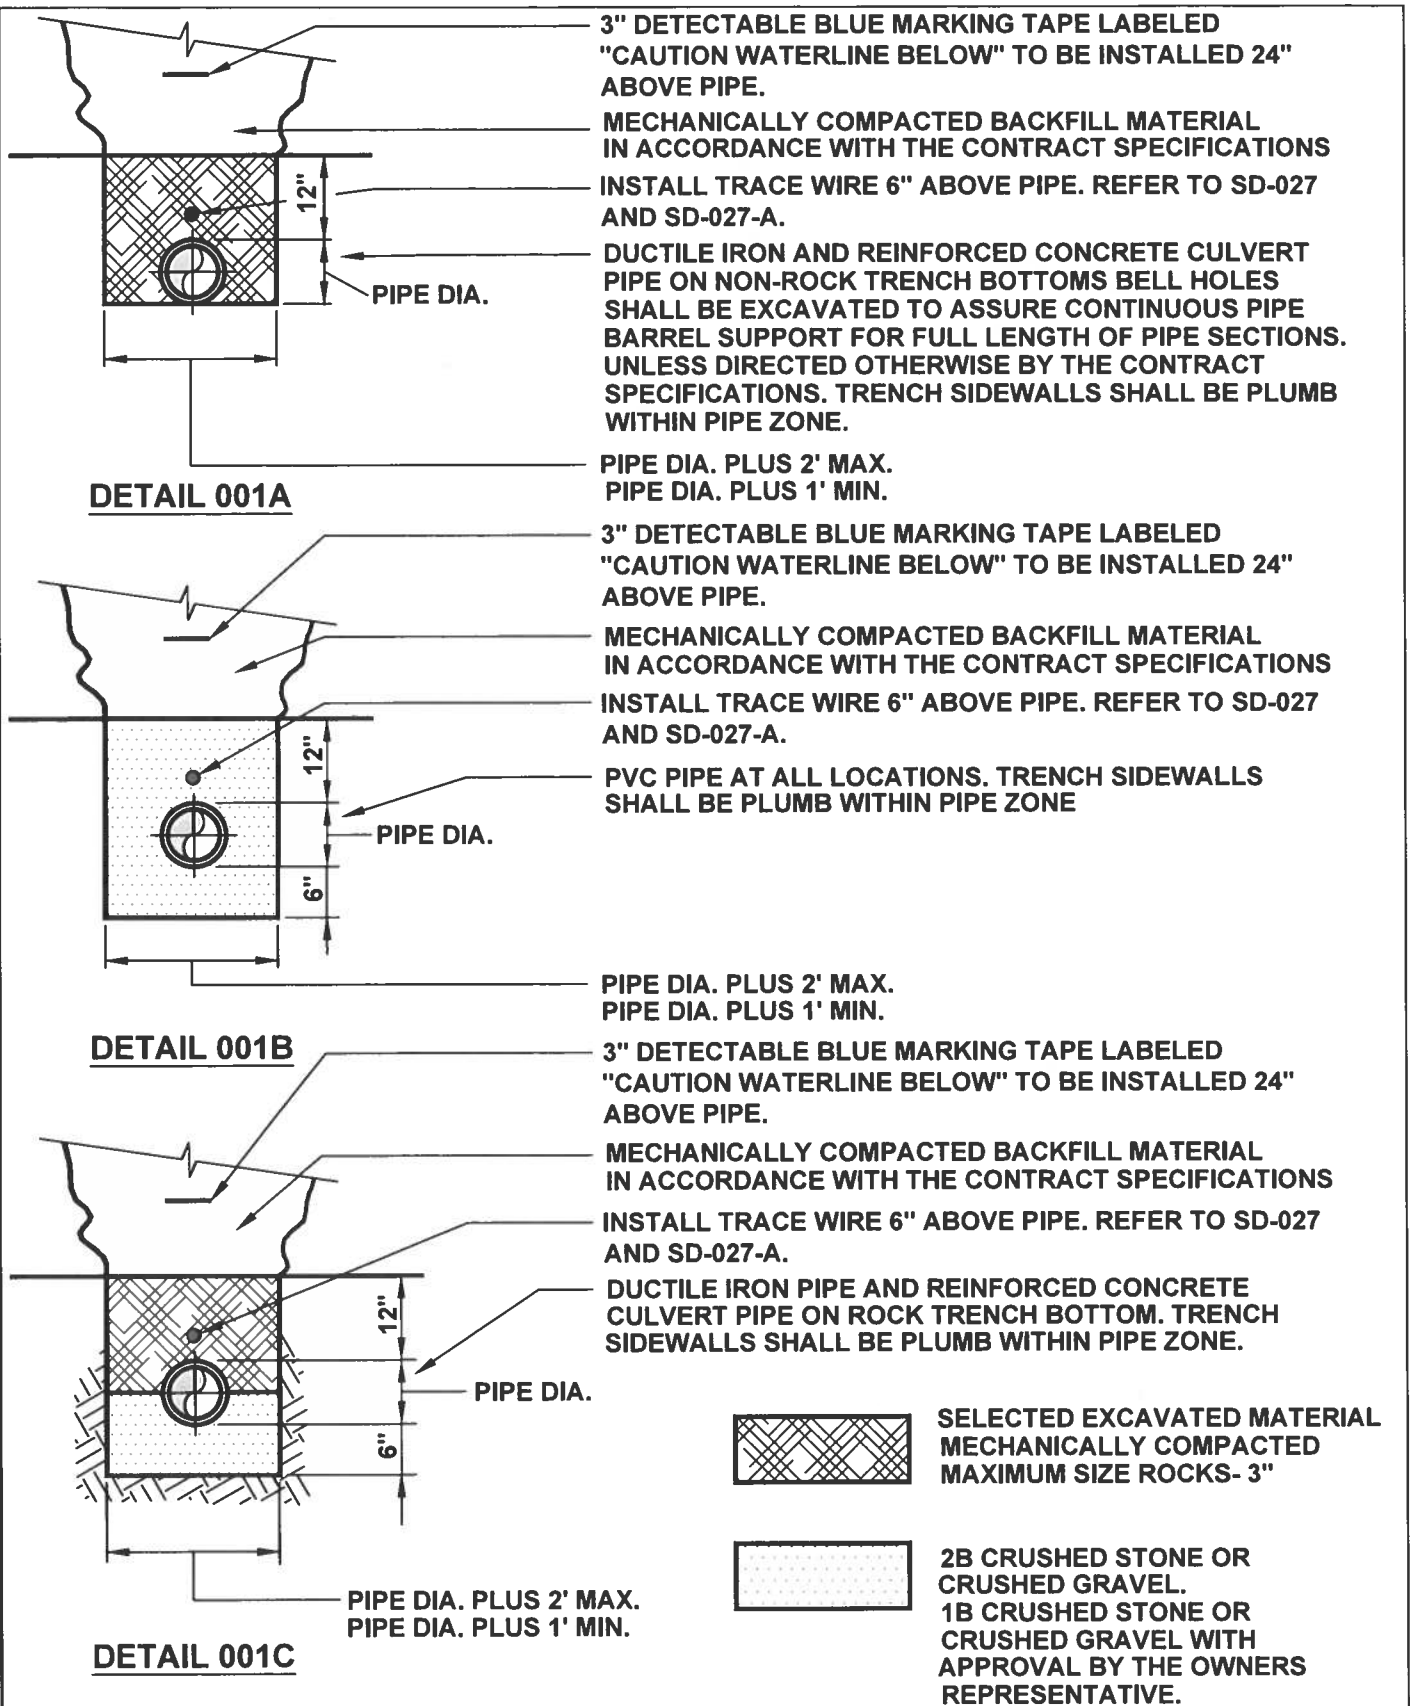 3" DETECTABLE BLUE MARKING TAPE LABELED
"CAUTION WATERLINE BELOW" TO BE INSTALLED 24"
ABOVE PIPE.
MECHANICALLY COMPACTED BACKFILL MATERIAL
IN ACCORDANCE WITH THE CONTRACT SPECIFICATIONS
12"
INSTALL TRACE WIRE 6" ABOVE PIPE. REFER TO SD-027
AND SD-027-A.
PIPE DIA.
DUCTILE IRON AND REINFORCED CONCRETE CULVERT
PIPE ON NON-ROCK TRENCH BOTTOMS BELL HOLES
SHALL BE EXCAVATED TO ASSURE CONTINUOUS PIPE
BARREL SUPPORT FOR FULL LENGTH OF PIPE SECTIONS.
UNLESS DIRECTED OTHERWISE BY THE CONTRACT
SPECIFICATIONS. TRENCH SIDEWALLS SHALL BE PLUMB
WITHIN PIPE ZONE.
PIPE DIA. PLUS 2' MAX.
PIPE DIA. PLUS 1' MIN.
DETAIL 001A
3" DETECTABLE BLUE MARKING TAPE LABELED
"CAUTION WATERLINE BELOW" TO BE INSTALLED 24"
ABOVE PIPE.
MECHANICALLY COMPACTED BACKFILL MATERIAL
IN ACCORDANCE WITH THE CONTRACT SPECIFICATIONS
INSTALL TRACE WIRE 6" ABOVE PIPE. REFER TO SD-027
AND SD-027-A.
12"
PVC PIPE AT ALL LOCATIONS. TRENCH SIDEWALLS
SHALL BE PLUMB WITHIN PIPE ZONE
PIPE DIA.
6"
PIPE DIA. PLUS 2' MAX.
PIPE DIA. PLUS 1' MIN.
DETAIL 001B
3" DETECTABLE BLUE MARKING TAPE LABELED
"CAUTION WATERLINE BELOW" TO BE INSTALLED 24"
ABOVE PIPE.
MECHANICALLY COMPACTED BACKFILL MATERIAL
IN ACCORDANCE WITH THE CONTRACT SPECIFICATIONS
INSTALL TRACE WIRE 6" ABOVE PIPE. REFER TO SD-027
AND SD-027-A.
12"
DUCTILE IRON PIPE AND REINFORCED CONCRETE
CULVERT PIPE ON ROCK TRENCH BOTTOM. TRENCH
SIDEWALLS SHALL BE PLUMB WITHIN PIPE ZONE.
PIPE DIA.
6"
PIPE DIA. PLUS 2' MAX.
PIPE DIA. PLUS 1' MIN.
DETAIL 001C
SELECTED EXCAVATED MATERIAL
MECHANICALLY COMPACTED
MAXIMUM SIZE ROCKS- 3"
2B CRUSHED STONE OR
CRUSHED GRAVEL.
1B CRUSHED STONE OR
CRUSHED GRAVEL WITH
APPROVAL BY THE OWNERS
REPRESENTATIVE.